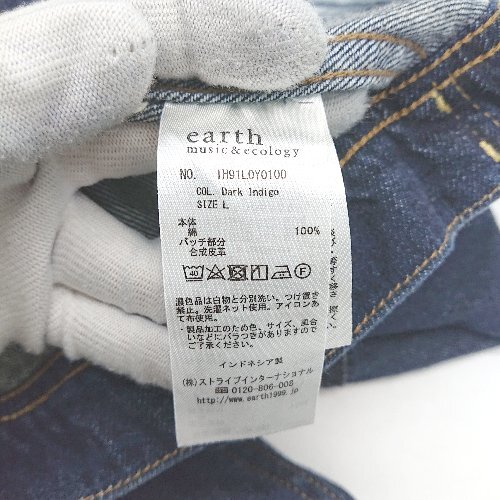 earth
music & ecology
NO. IH91L0Y0100
COL. Dark Indigo
SIZE L
本体
綿 100%
パッチ部分
合成皮革
40
濃色品は白物と分別洗い。つけ置き
禁止。洗濯ネット使用。アイロンあ
て布使用。
・製品加工のため色、サイズ、風合
いなどにバラつきがありますのでご
了承ください。
インドネシア製
(株)ストライプインターナショナル
0120-806-008
http://www.earth1999.jp